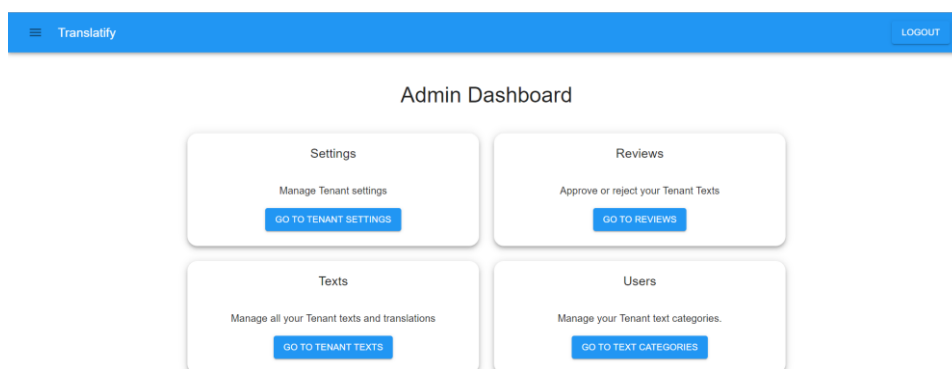 Translatify
LOGOUT
Admin Dashboard
Settings
Manage Tenant settings
GO TO TENANT SETTINGS
Reviews
Approve or reject your Tenant Texts
GO TO REVIEWS
Texts
Manage all your Tenant texts and translations
GO TO TENANT TEXTS
Users
Manage your Tenant text categories.
GO TO TEXT CATEGORIES